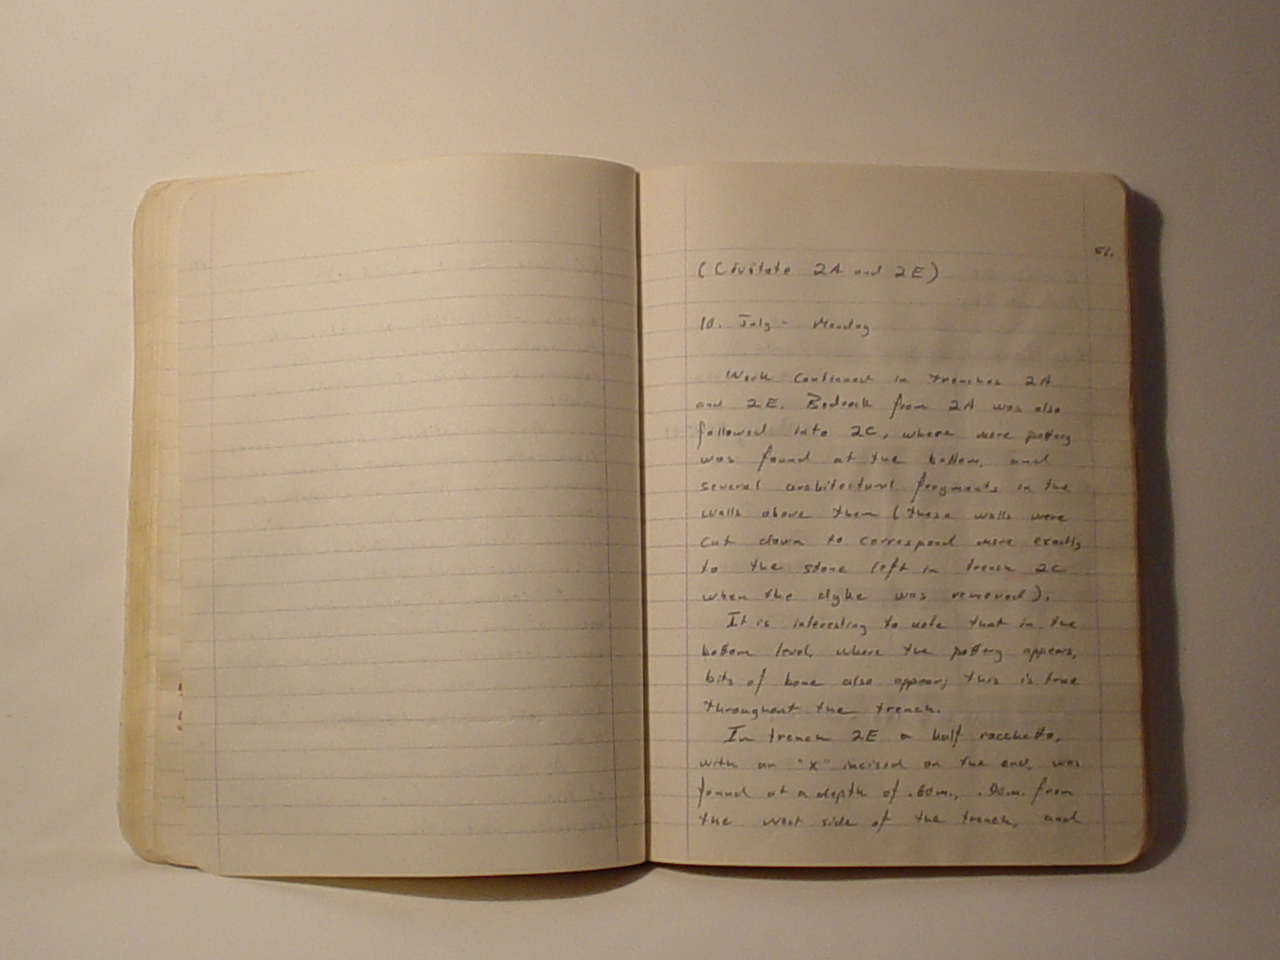 51.
(Civitate 2A and 2E)
10. July - Monday
Work continued in trenches 2A
and 2E. Bedrock from 2A was also
followed into 2C, where more pottery
was found at the bottom, and
several architectural fragments in the
walls above them (these walls were
cut down to correspond more exactly
to the stone left in trench 2C
when the dyke was removed).
It is interesting to note that in the
bottom level, where the pottery appears,
bits of bone also appear; this is true
throughout the trench.
In trench 2E a half rocchetto,
with an "x" incised on the end, was
found at a depth of .60m., .90m. from
the west side of the trench, and